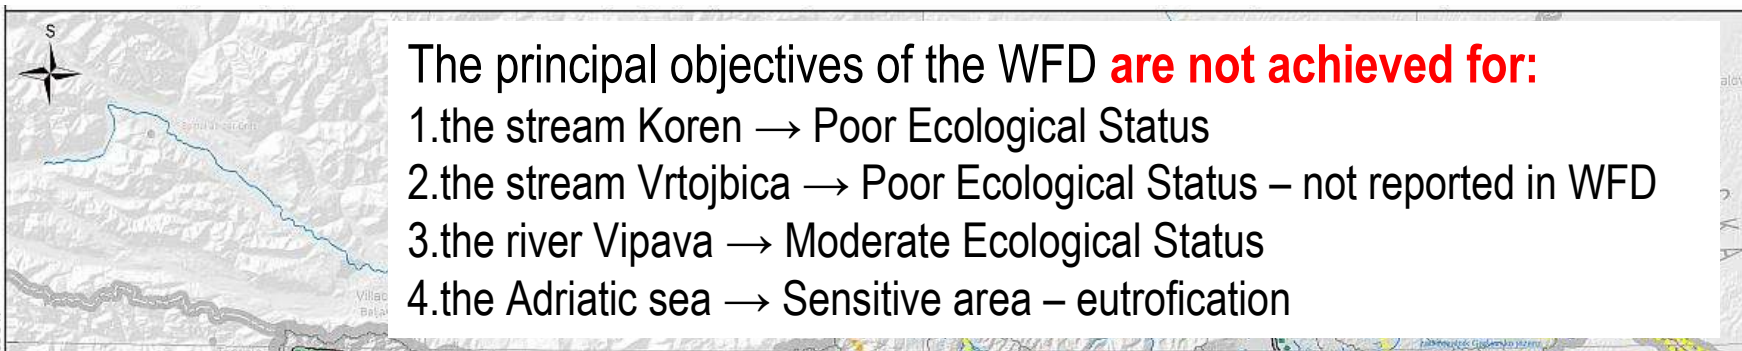 S
The principal objectives of the WFD are not achieved for:
1.the stream Koren → Poor Ecological Status
2.the stream Vrtojbica → Poor Ecological Status – not reported in WFD
3.the river Vipava → Moderate Ecological Status
4.the Adriatic sea → Sensitive area – eutrofication
Villac